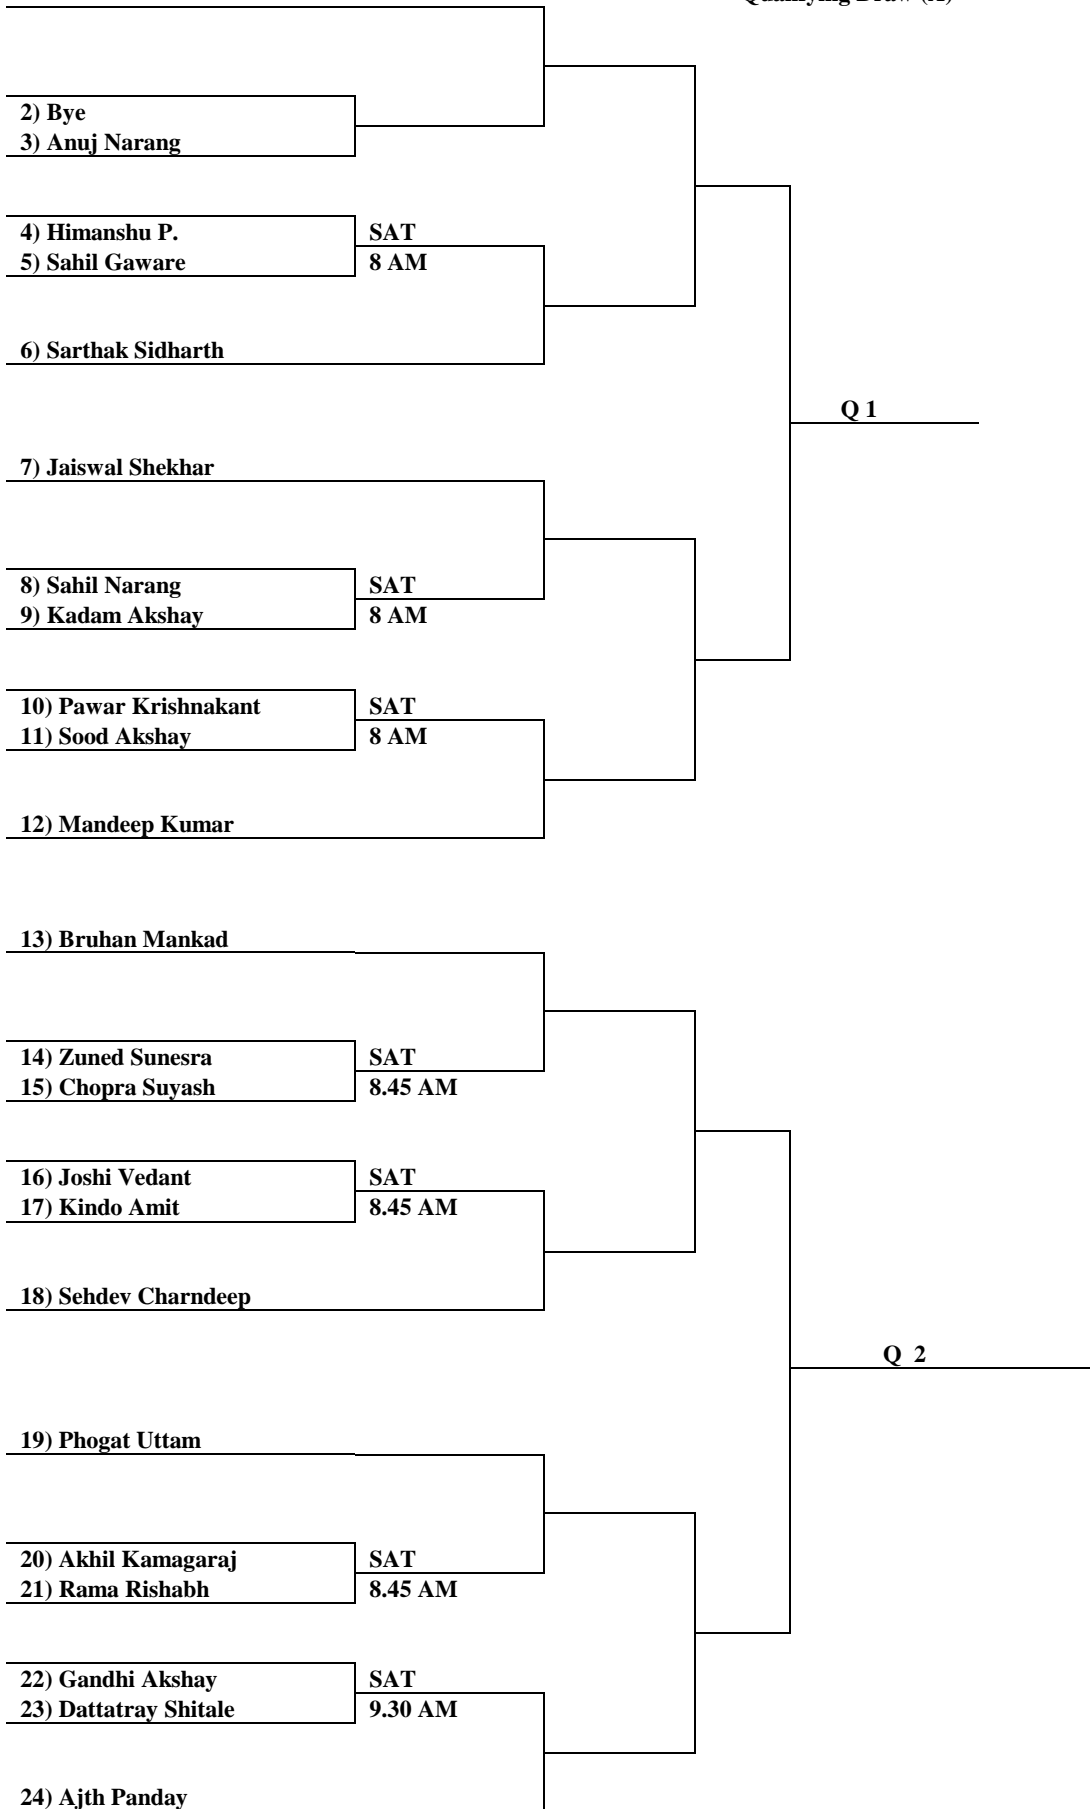 2) Bye
3) Anuj Narang
4) Himanshu P.
SAT
5) Sahil Gaware
8 AM
6) Sarthak Sidharth
Q 1
7) Jaiswal Shekhar
8) Sahil Narang
SAT
9) Kadam Akshay
8 AM
10) Pawar Krishnakant
SAT
11) Sood Akshay
8 AM
12) Mandeep Kumar
13) Bruhan Mankad
14) Zuned Sunesra
SAT
15) Chopra Suyash
8.45 AM
16) Joshi Vedant
SAT
17) Kindo Amit
8.45 AM
18) Sehdev Charndeep
Q 2
19) Phogat Uttam
20) Akhil Kamagaraj
SAT
21) Rama Rishabh
8.45 AM
22) Gandhi Akshay
SAT
23) Dattatray Shitale
9.30 AM
24) Ajth Panday